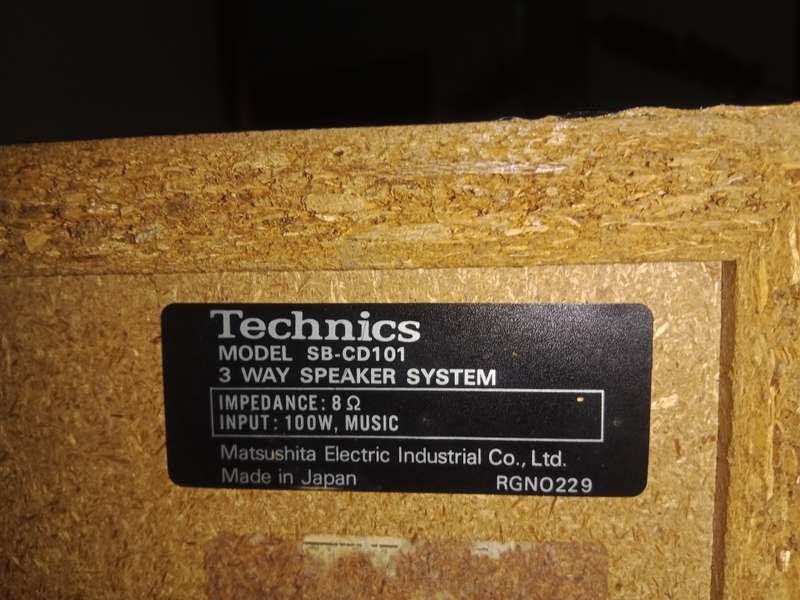 Technics
MODEL SB-CD101
3 WAY SPEAKER SYSTEM
IMPEDANCE: 8 Ω
INPUT: 100W, MUSIC
Matsushita Electric Industrial Co., Ltd.
Made in Japan RGN0229